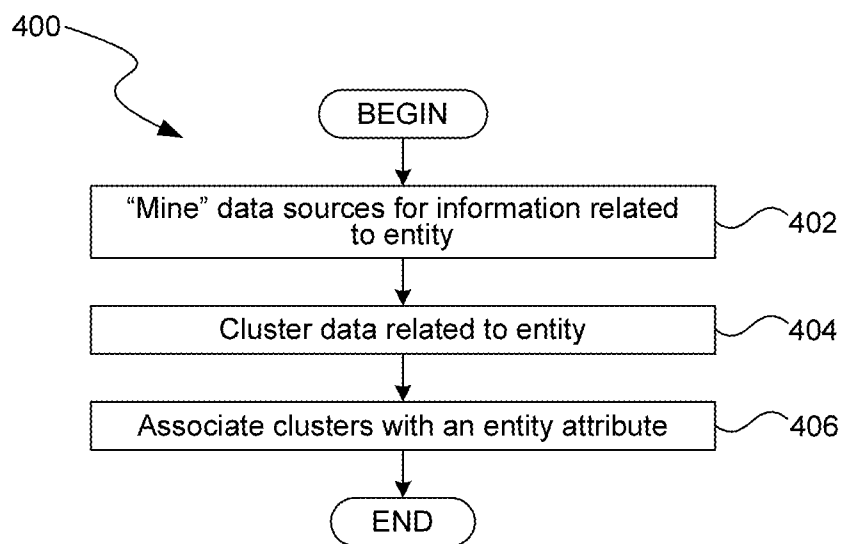 400
BEGIN
“Mine” data sources for information related
to entity
402
Cluster data related to entity
404
Associate clusters with an entity attribute
406
END